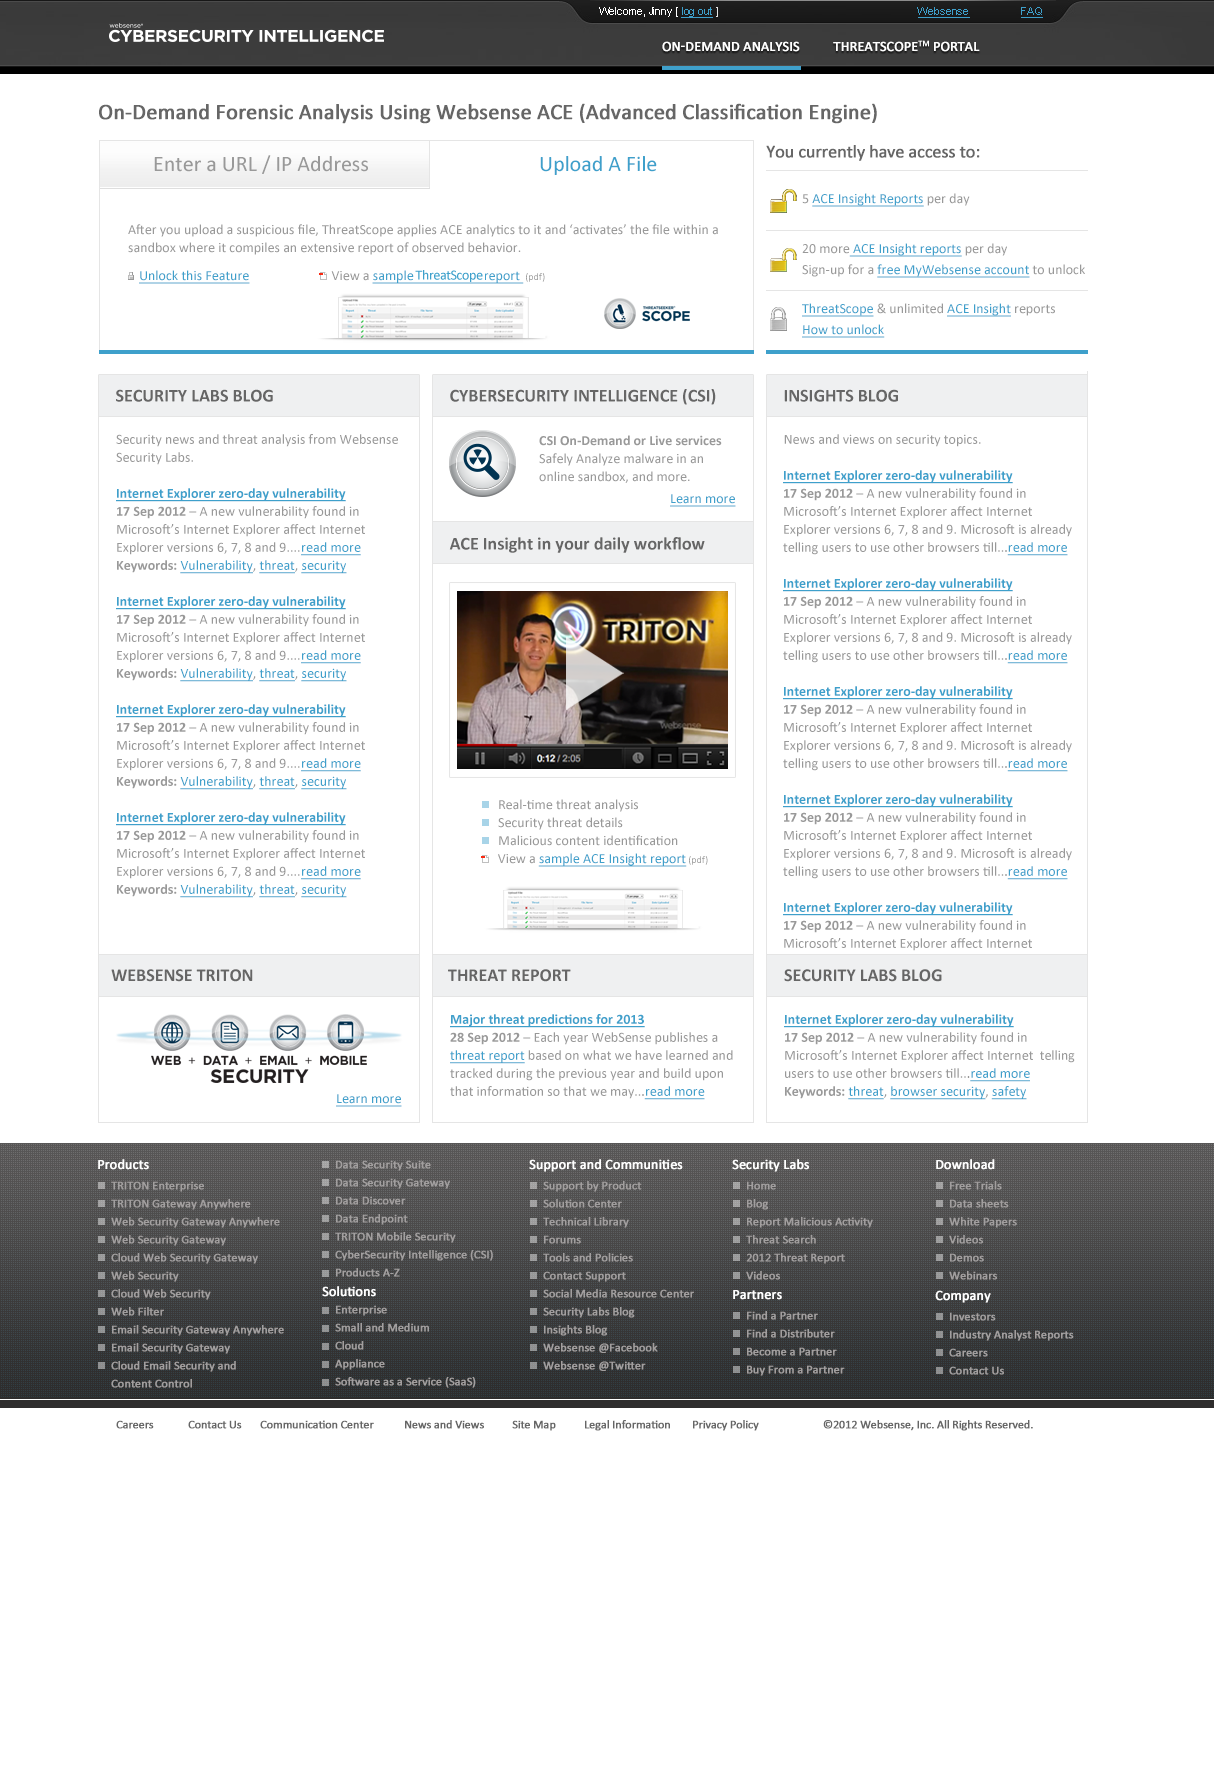 Welcome, Jinny [ log out ]
Websense
FAQ
websense®
CYBERSECURITY INTELLIGENCE
ON-DEMAND ANALYSIS
THREATSCOPE™ PORTAL
On-Demand Forensic Analysis Using Websense ACE (Advanced Classification Engine)
Enter a URL / IP Address
Upload A File
After you upload a suspicious file, ThreatScope applies ACE analytics to it and ‘activates’ the file within a
sandbox where it compiles an extensive report of observed behavior.
Unlock this Feature
View a sample ThreatScope report (pdf)
THREATSEEKER®
SCOPE
You currently have access to:
5 ACE Insight Reports per day
20 more ACE Insight reports per day
Sign-up for a free MyWebsense account to unlock
ThreatScope & unlimited ACE Insight reports
How to unlock
SECURITY LABS BLOG
Security news and threat analysis from Websense
Security Labs.
Internet Explorer zero-day vulnerability
17 Sep 2012 – A new vulnerability found in
Microsoft’s Internet Explorer affect Internet
Explorer versions 6, 7, 8 and 9....read more
Keywords: Vulnerability, threat, security
Internet Explorer zero-day vulnerability
17 Sep 2012 – A new vulnerability found in
Microsoft’s Internet Explorer affect Internet
Explorer versions 6, 7, 8 and 9....read more
Keywords: Vulnerability, threat, security
Internet Explorer zero-day vulnerability
17 Sep 2012 – A new vulnerability found in
Microsoft’s Internet Explorer affect Internet
Explorer versions 6, 7, 8 and 9....read more
Keywords: Vulnerability, threat, security
Internet Explorer zero-day vulnerability
17 Sep 2012 – A new vulnerability found in
Microsoft’s Internet Explorer affect Internet
Explorer versions 6, 7, 8 and 9....read more
Keywords: Vulnerability, threat, security
CYBERSECURITY INTELLIGENCE (CSI)
CSI On-Demand or Live services
Safely Analyze malware in an
online sandbox, and more.
Learn more
ACE Insight in your daily workflow
TRITON™
Websense
0:12 / 2:05
Real-time threat analysis
Security threat details
Malicious content identification
View a sample ACE Insight report (pdf)
INSIGHTS BLOG
News and views on security topics.
Internet Explorer zero-day vulnerability
17 Sep 2012 – A new vulnerability found in
Microsoft’s Internet Explorer affect Internet
Explorer versions 6, 7, 8 and 9. Microsoft is already
telling users to use other browsers till...read more
Internet Explorer zero-day vulnerability
17 Sep 2012 – A new vulnerability found in
Microsoft’s Internet Explorer affect Internet
Explorer versions 6, 7, 8 and 9. Microsoft is already
telling users to use other browsers till...read more
Internet Explorer zero-day vulnerability
17 Sep 2012 – A new vulnerability found in
Microsoft’s Internet Explorer affect Internet
Explorer versions 6, 7, 8 and 9. Microsoft is already
telling users to use other browsers till...read more
Internet Explorer zero-day vulnerability
17 Sep 2012 – A new vulnerability found in
Microsoft’s Internet Explorer affect Internet
Explorer versions 6, 7, 8 and 9. Microsoft is already
telling users to use other browsers till...read more
Internet Explorer zero-day vulnerability
17 Sep 2012 – A new vulnerability found in
Microsoft’s Internet Explorer affect Internet
WEBSENSE TRITON
WEB + DATA + EMAIL + MOBILE
SECURITY
Learn more
THREAT REPORT
Major threat predictions for 2013
28 Sep 2012 – Each year WebSense publishes a
threat report based on what we have learned and
tracked during the previous year and build upon
that information so that we may...read more
SECURITY LABS BLOG
Internet Explorer zero-day vulnerability
17 Sep 2012 – A new vulnerability found in
Microsoft’s Internet Explorer affect Internet telling
users to use other browsers till...read more
Keywords: threat, browser security, safety
Products
TRITON Enterprise
TRITON Gateway Anywhere
Web Security Gateway Anywhere
Web Security Gateway
Cloud Web Security Gateway
Web Security
Cloud Web Security
Web Filter
Email Security Gateway Anywhere
Email Security Gateway
Cloud Email Security and
Content Control
Data Security Suite
Data Security Gateway
Data Discover
Data Endpoint
TRITON Mobile Security
CyberSecurity Intelligence (CSI)
Products A-Z
Solutions
Enterprise
Small and Medium
Cloud
Appliance
Software as a Service (SaaS)
Support and Communities
Support by Product
Solution Center
Technical Library
Forums
Tools and Policies
Contact Support
Social Media Resource Center
Security Labs Blog
Insights Blog
Websense @Facebook
Websense @Twitter
Security Labs
Home
Blog
Report Malicious Activity
Threat Search
2012 Threat Report
Videos
Partners
Find a Partner
Find a Distributer
Become a Partner
Buy From a Partner
Download
Free Trials
Data sheets
White Papers
Videos
Demos
Webinars
Company
Investors
Industry Analyst Reports
Careers
Contact Us
Careers
Contact Us
Communication Center
News and Views
Site Map
Legal Information
Privacy Policy
©2012 Websense, Inc. All Rights Reserved.